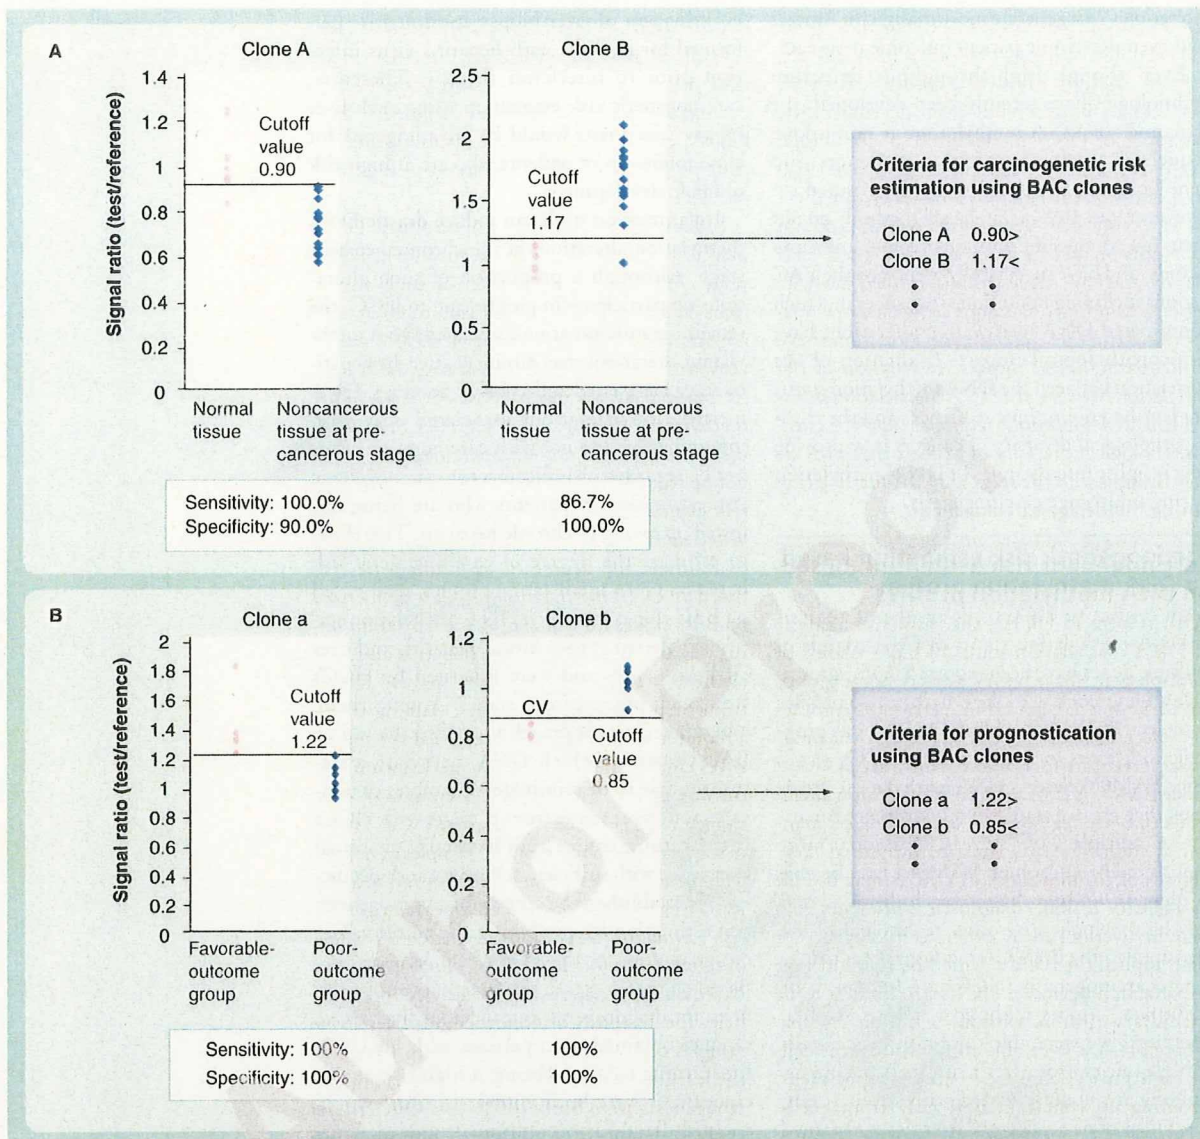 A
Clone A
Clone B
Signal ratio (test/reference)
1.4
1.2
1
0.8
0.6
0.4
0.2
0
Cutoff
value
0.90
Normal
tissue
Noncancerous
tissue at pre-
cancerous stage
2.5
2
1.5
1
0.5
0
Cutoff
value
1.17
Normal
tissue
Noncancerous
tissue at pre-
cancerous stage
Criteria for carcinogenetic risk
estimation using BAC clones
Clone A 0.90>
Clone B 1.17<
Sensitivity: 100.0% 86.7%
Specificity: 90.0% 100.0%
B
Clone a
Clone b
Signal ratio (test/reference)
2
1.8
1.6
1.4
1.2
1
0.8
0.6
0.4
0.2
0
Cutoff
value
1.22
Favorable-
outcome
group
Poor-
outcome
group
1.2
1
0.8
0.6
0.4
0.2
0
CV
Cutoff
value
0.85
Favorable-
outcome
group
Poor-
outcome
group
Criteria for prognostication
using BAC clones
Clone a 1.22>
Clone b 0.85<
Sensitivity: 100% 100%
Specificity: 100% 100%
Author Proof